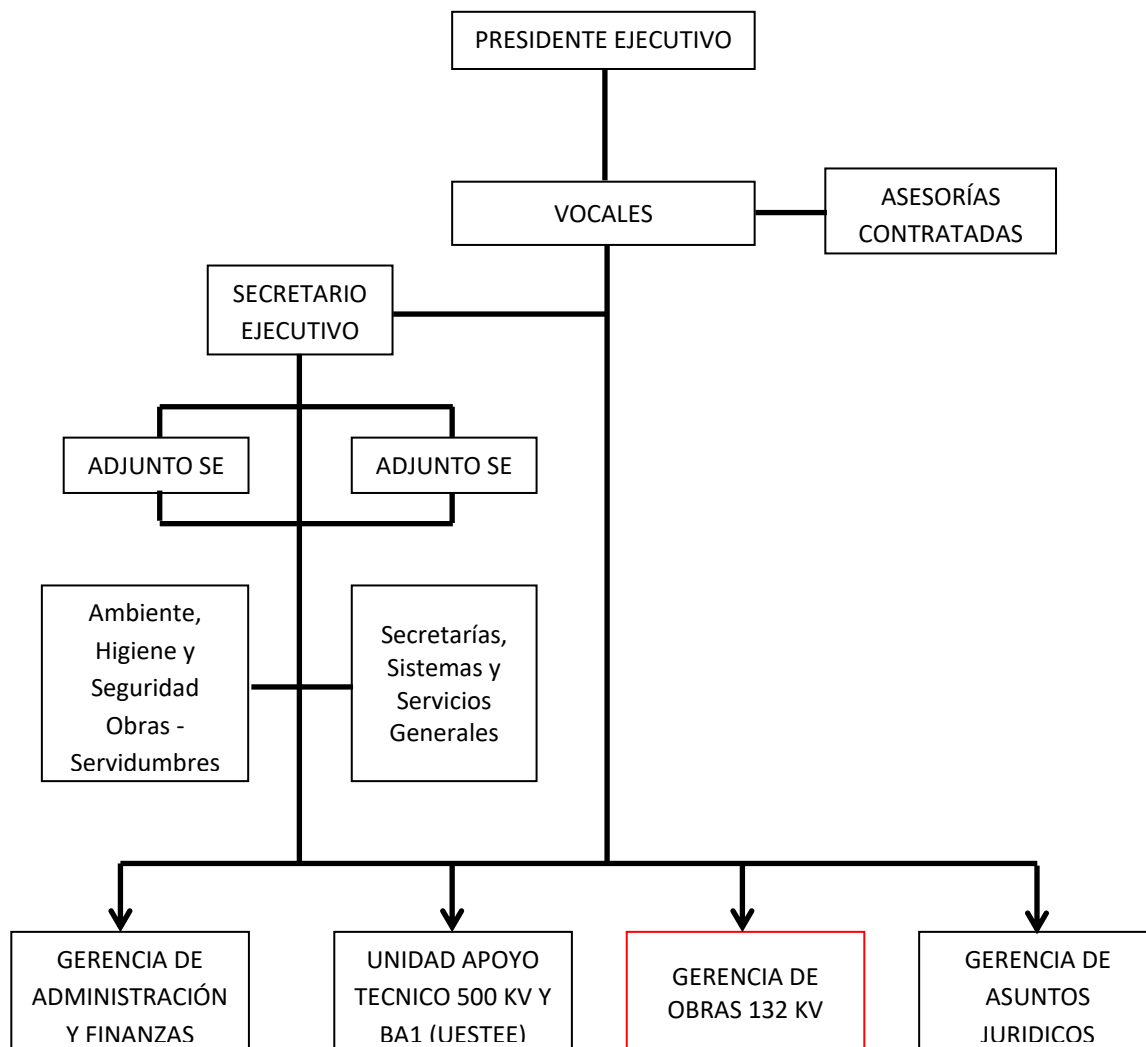 PRESIDENTE EJECUTIVO
VOCALES
ASESORÍAS
CONTRATADAS
SECRETARIO
EJECUTIVO
ADJUNTO SE
ADJUNTO SE
Ambiente,
Higiene y
Seguridad
Obras -
Servidumbres
Secretarías,
Sistemas y
Servicios
Generales
GERENCIA DE
ADMINISTRACIÓN
Y FINANZAS
UNIDAD APOYO
TECNICO 500 KV Y
BA1 (UESTEE)
GERENCIA DE
OBRAS 132 KV
GERENCIA DE
ASUNTOS
JURIDICOS